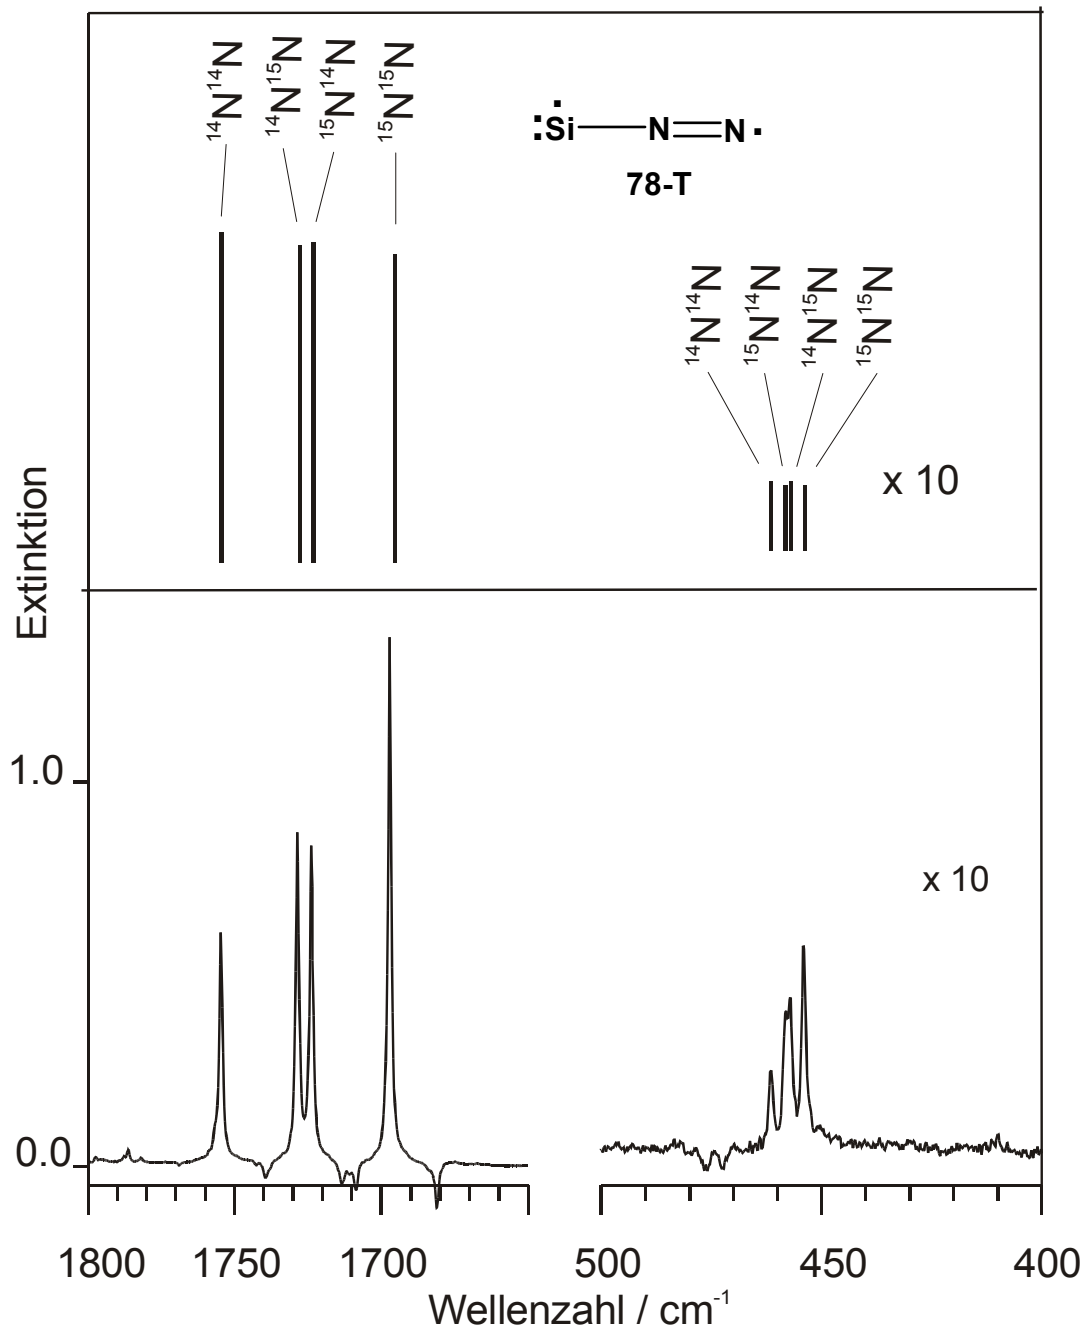 ¹⁴N¹⁴N
¹⁴N¹⁵N
¹⁵N¹⁴N
¹⁵N¹⁵N
:Si—N=N·
78-T
¹⁴N¹⁴N
¹⁵N¹⁴N
¹⁴N¹⁵N
¹⁵N¹⁵N
x 10
Extinktion
1.0
x 10
0.0
1800 1750 1700 500 450 400
Wellenzahl / cm⁻¹